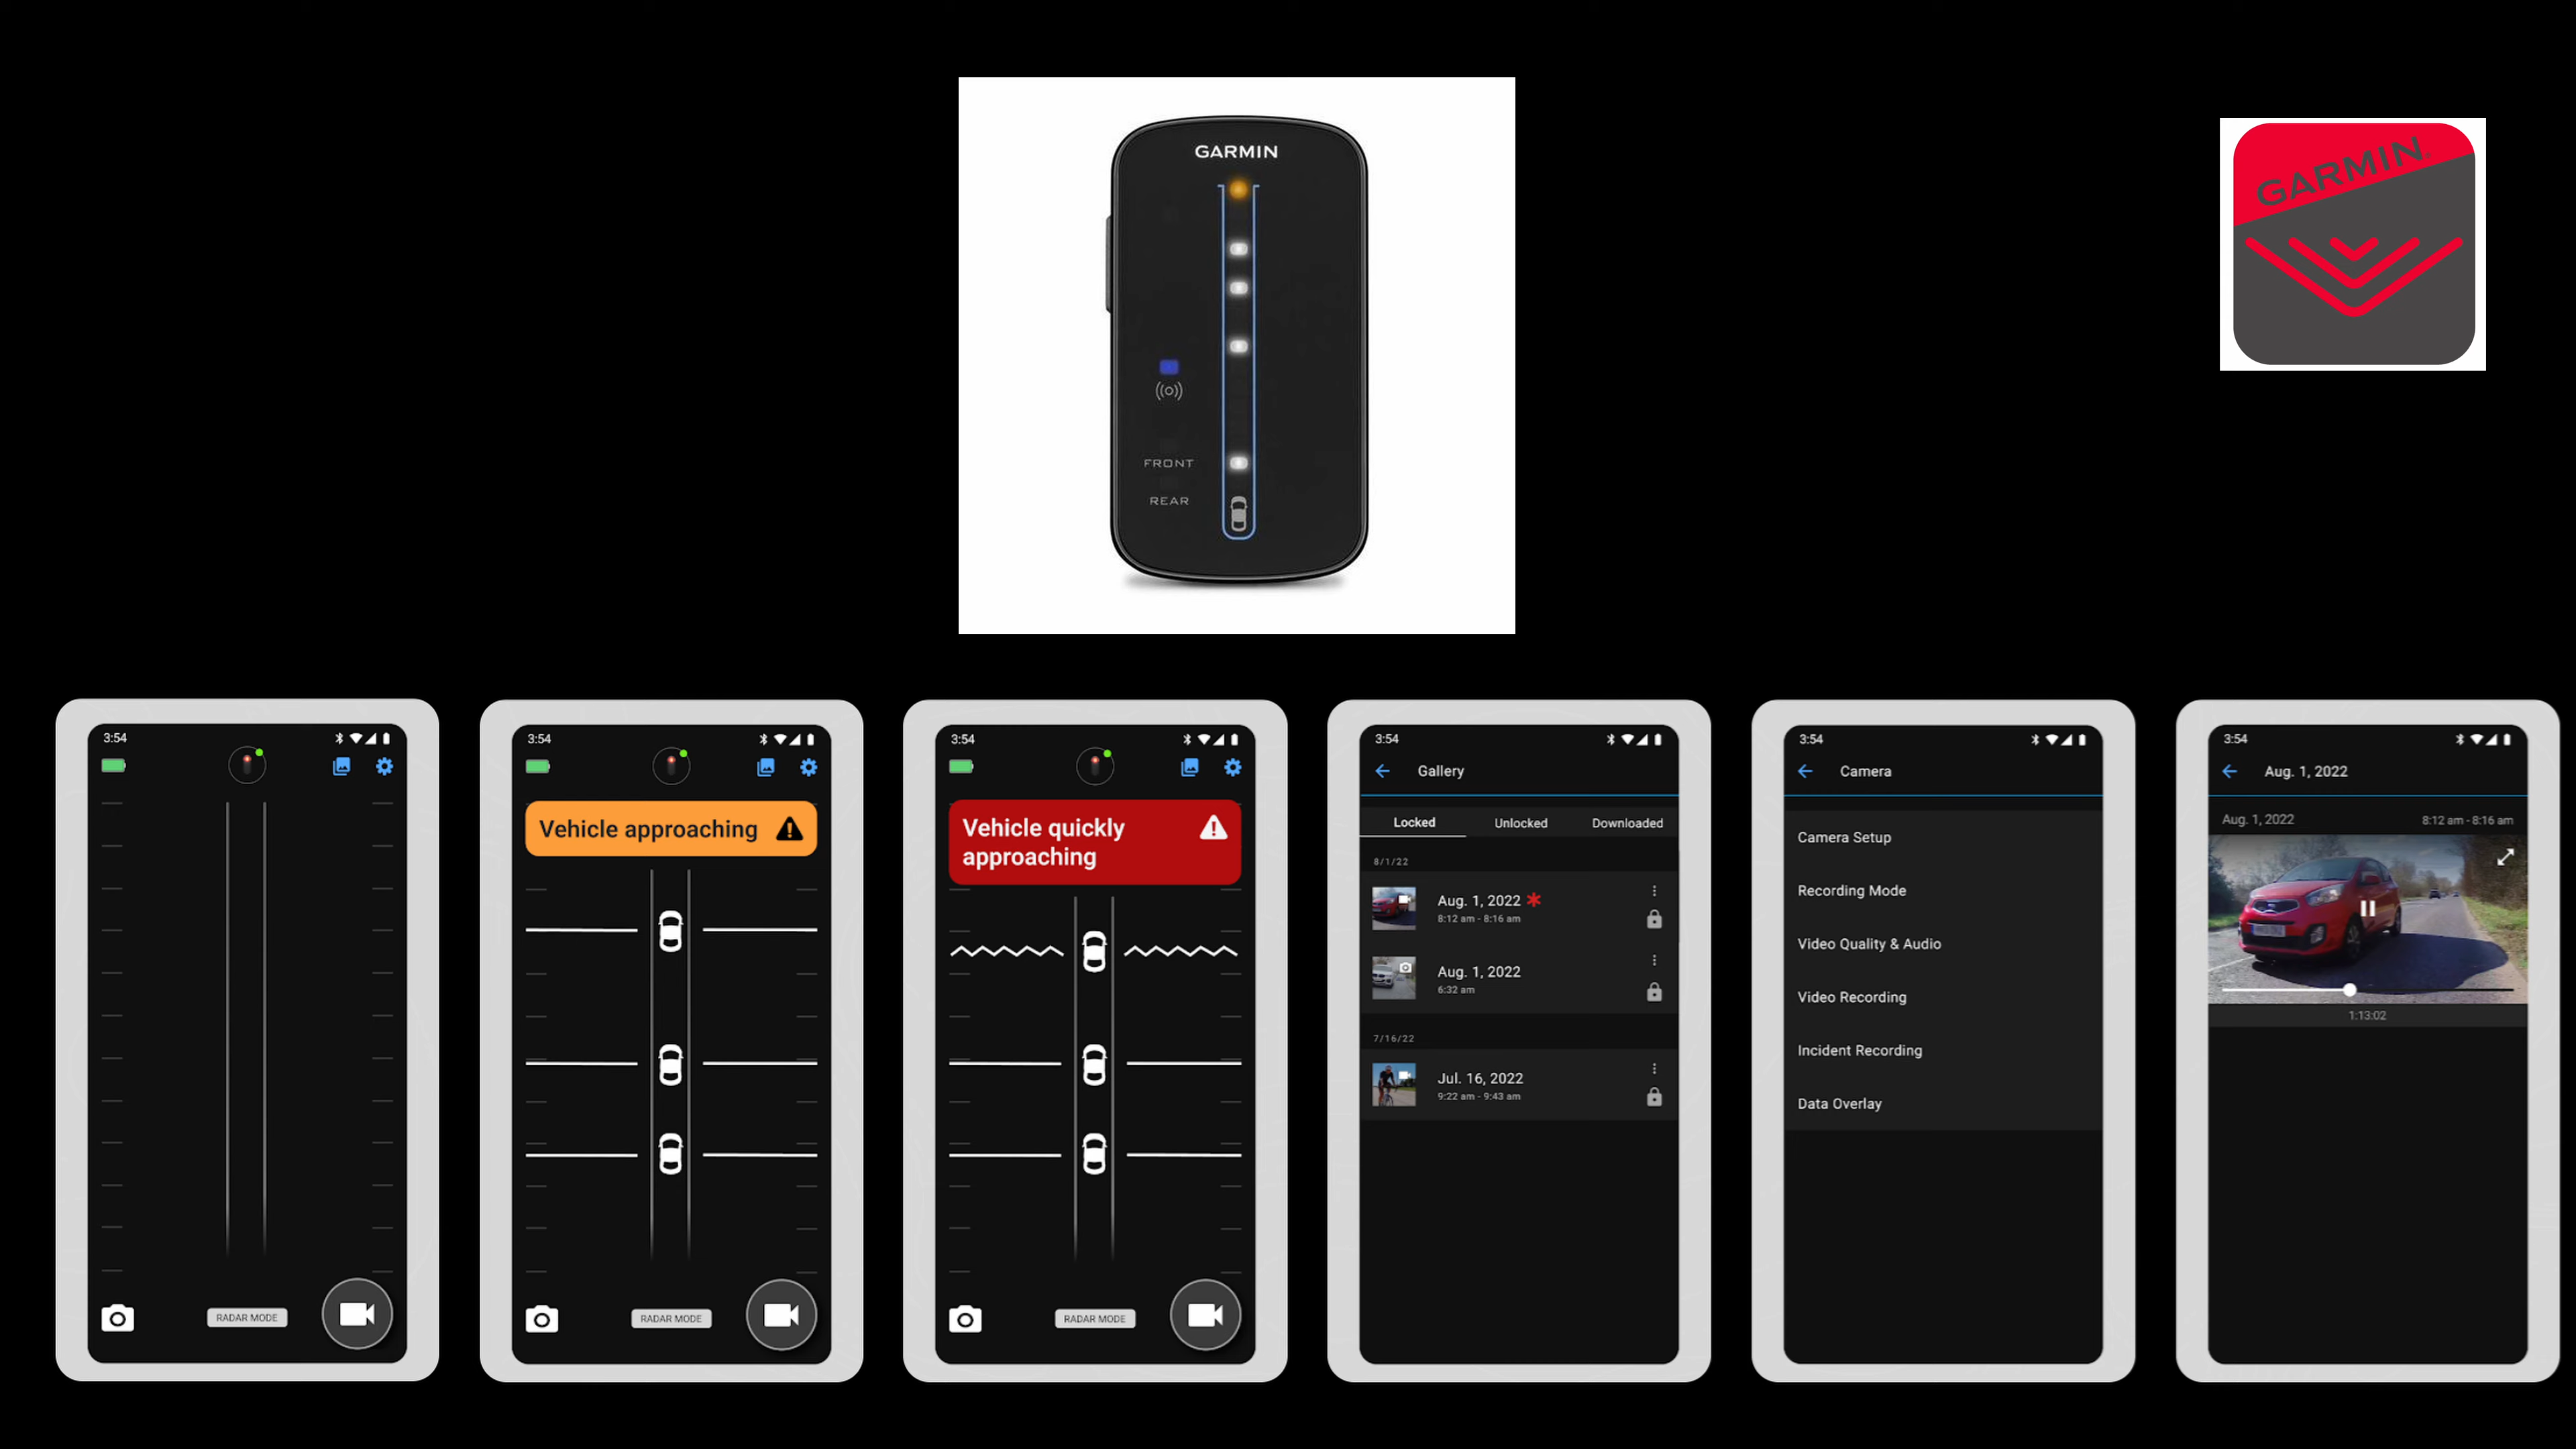 GARMIN
FRONT
REAR
GARMIN
3:54
RADAR MODE
3:54
Vehicle approaching
RADAR MODE
3:54
Vehicle quickly
approaching
RADAR MODE
3:54
Gallery
Locked Unlocked Downloaded
8/1/22
Aug. 1, 2022 *
8:12 am - 8:16 am
Aug. 1, 2022
6:32 am
7/16/22
Jul. 16, 2022
9:22 am - 9:43 am
3:54
Camera
Camera Setup
Recording Mode
Video Quality & Audio
Video Recording
Incident Recording
Data Overlay
3:54
Aug. 1, 2022
Aug. 1, 2022 8:12 am - 8:16 am
1:13:02